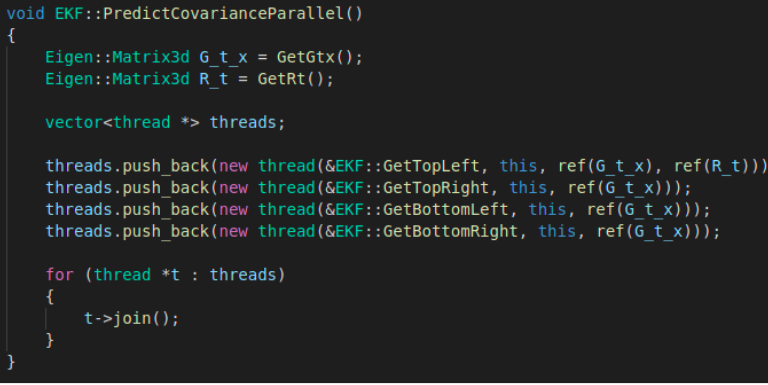 void EKF::PredictCovarianceParallel()
{
    Eigen::Matrix3d G_t_x = GetGtx();
    Eigen::Matrix3d R_t = GetRt();

    vector<thread *> threads;

    threads.push_back(new thread(&EKF::GetTopLeft, this, ref(G_t_x), ref(R_t)))
    threads.push_back(new thread(&EKF::GetTopRight, this, ref(G_t_x)));
    threads.push_back(new thread(&EKF::GetBottomLeft, this, ref(G_t_x)));
    threads.push_back(new thread(&EKF::GetBottomRight, this, ref(G_t_x)));

    for (thread *t : threads)
    {
        t->join();
    }
}